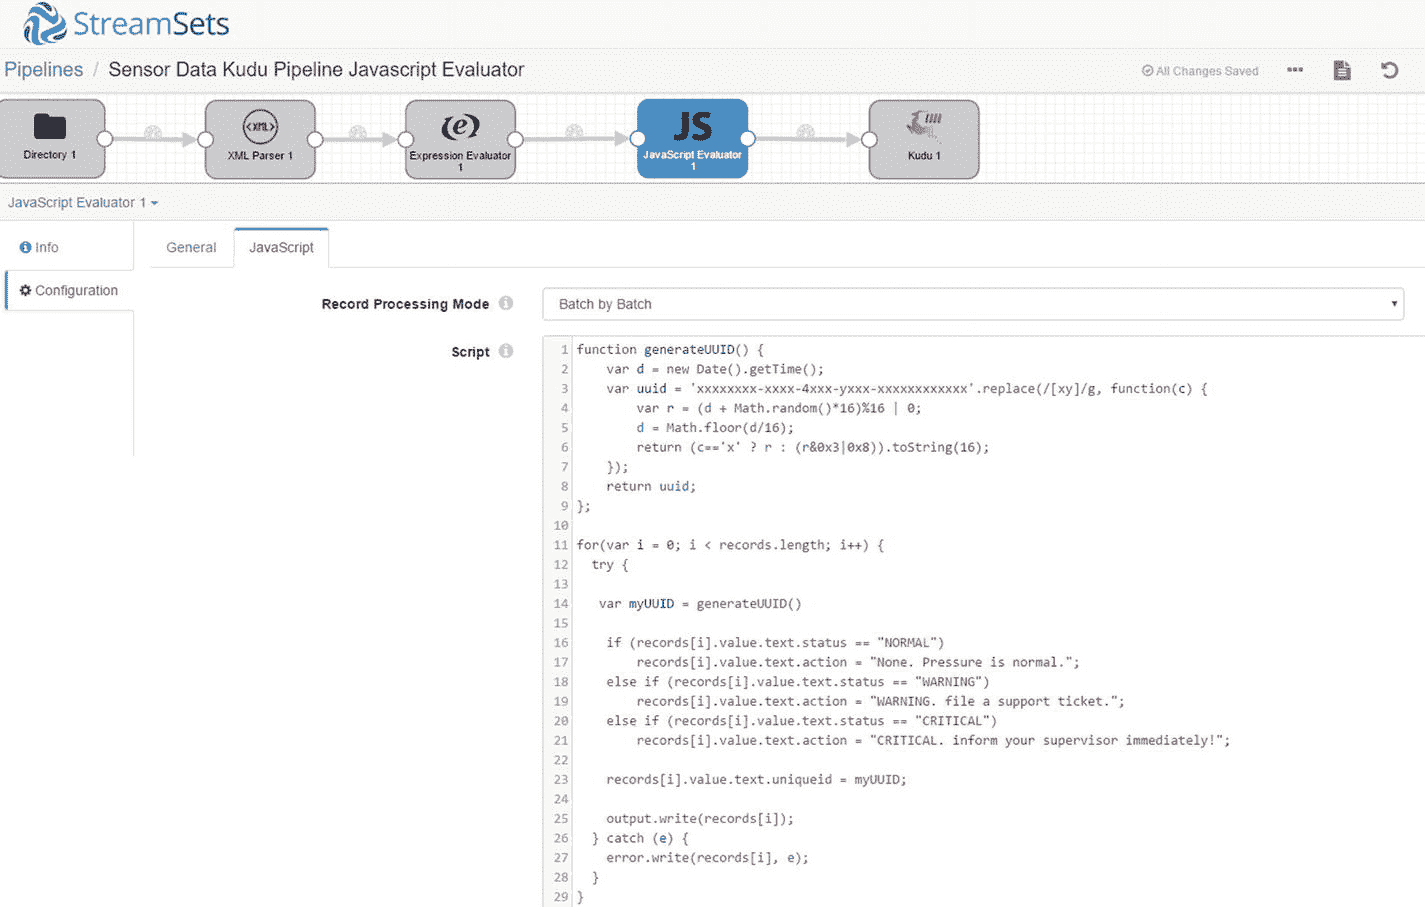 StreamSets
Pipelines / Sensor Data Kudu Pipeline Javascript Evaluator
All Changes Saved
Directory 1
<XML>
XML Parser 1
e
Expression Evaluator
1
JS
JavaScript Evaluator
1
Kudu 1
JavaScript Evaluator 1
Info
General
JavaScript
Configuration
Record Processing Mode
Batch by Batch
Script
1 function generateUUID() {
2     var d = new Date().getTime();
3     var uuid = 'xxxxxxxx-xxxx-4xxx-yxxx-xxxxxxxxxxxx'.replace(/[xy]/g, function(c) {
4         var r = (d + Math.random()*16)%16 | 0;
5         d = Math.floor(d/16);
6         return (c=='x' ? r : (r&0x3|0x8)).toString(16);
7     });
8     return uuid;
9 };
10
11 for(var i = 0; i < records.length; i++) {
12   try {
13
14    var myUUID = generateUUID()
15
16     if (records[i].value.text.status == "NORMAL")
17         records[i].value.text.action = "None. Pressure is normal.";
18     else if (records[i].value.text.status == "WARNING")
19         records[i].value.text.action = "WARNING. file a support ticket.";
20     else if (records[i].value.text.status == "CRITICAL")
21         records[i].value.text.action = "CRITICAL. inform your supervisor immediately!";
22
23     records[i].value.text.uniqueid = myUUID;
24
25     output.write(records[i]);
26   } catch (e) {
27     error.write(records[i], e);
28   }
29 }